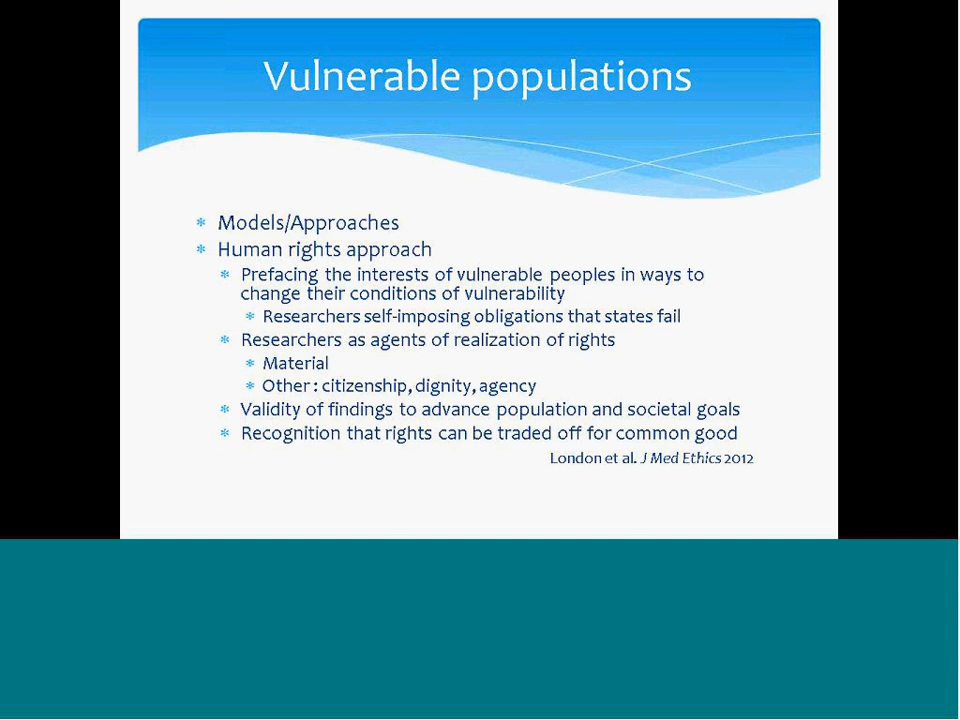 Vulnerable populations
Models/Approaches
Human rights approach
Prefacing the interests of vulnerable peoples in ways to
change their conditions of vulnerability
Researchers self-imposing obligations that states fail
Researchers as agents of realization of rights
Material
Other : citizenship, dignity, agency
Validity of findings to advance population and societal goals
Recognition that rights can be traded off for common good
London et al. J Med Ethics 2012